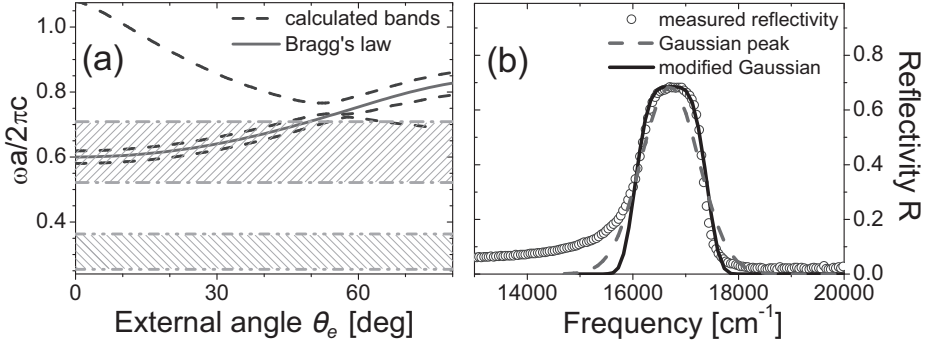 1.0
0.8
0.6
0.4
ωa/2πc
(a)
calculated bands
Bragg's law
0
30
60
External angle θe [deg]
(b)
measured reflectivity
Gaussian peak
modified Gaussian
0.8
0.6
0.4
0.2
0.0
Reflectivity R
14000
16000
18000
20000
Frequency [cm⁻¹]